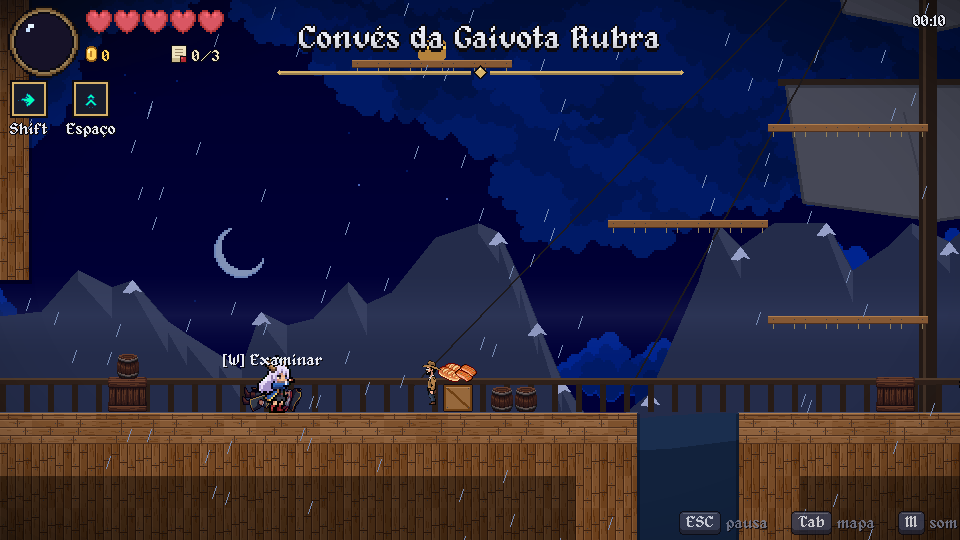 Convés da Gaivota Rubra
00:10
0
0/3
Shift
Espaço
[W] Examinar
ESC pausa
Tab mapa
M som